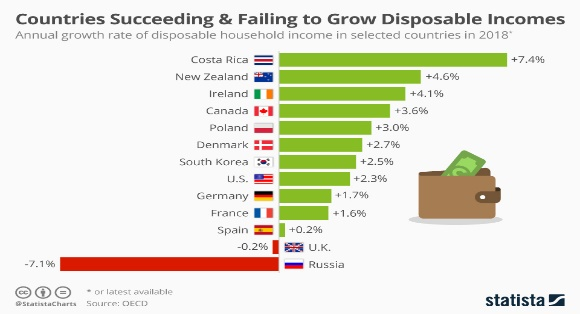 Countries Succeeding & Failing to Grow Disposable Incomes
Annual growth rate of disposable household income in selected countries in 2018*
Costa Rica +7.4%
New Zealand +4.6%
Ireland +4.1%
Canada +3.6%
Poland +3.0%
Denmark +2.7%
South Korea +2.5%
U.S. +2.3%
Germany +1.7%
France +1.6%
Spain +0.2%
-0.2% U.K.
-7.1% Russia
* or latest available
@StatistaCharts Source: OECD
statista